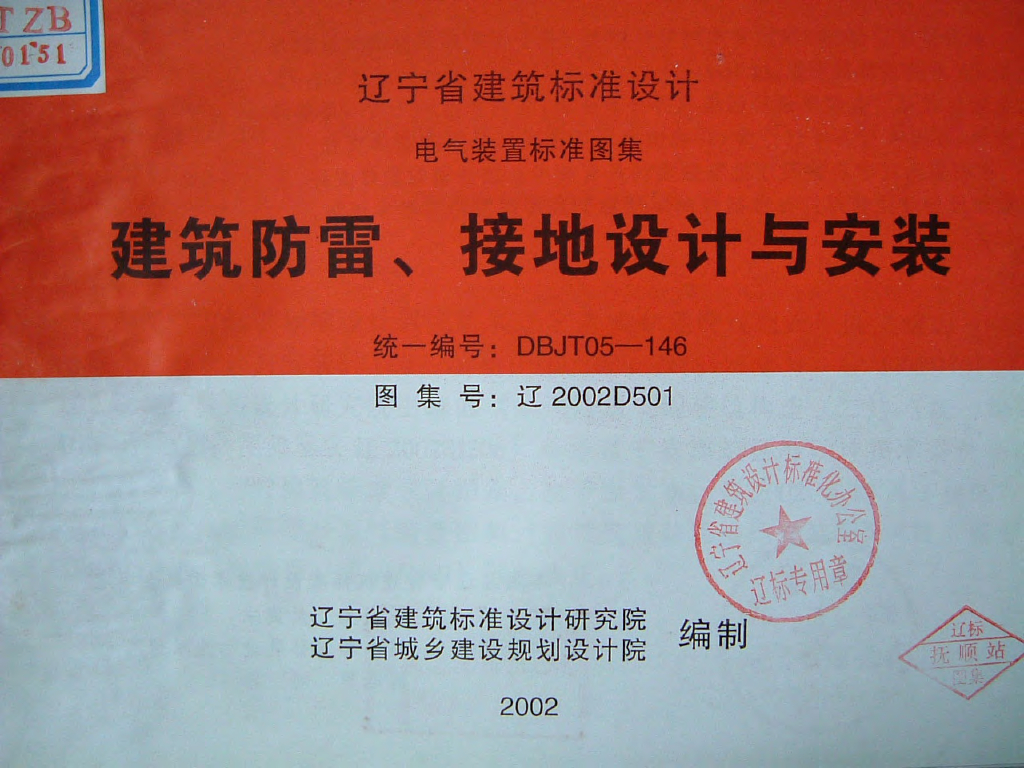 TZB
0151
辽宁省建筑标准设计
电气装置标准图集
建筑防雷、接地设计与安装
统一编号：DBJT05—146
图 集 号：辽 2002D501
辽宁省建筑设计标准化办公室
辽标专用章
辽宁省建筑标准设计研究院
辽宁省城乡建设规划设计院
编制
辽标
抚顺站
图集
2002